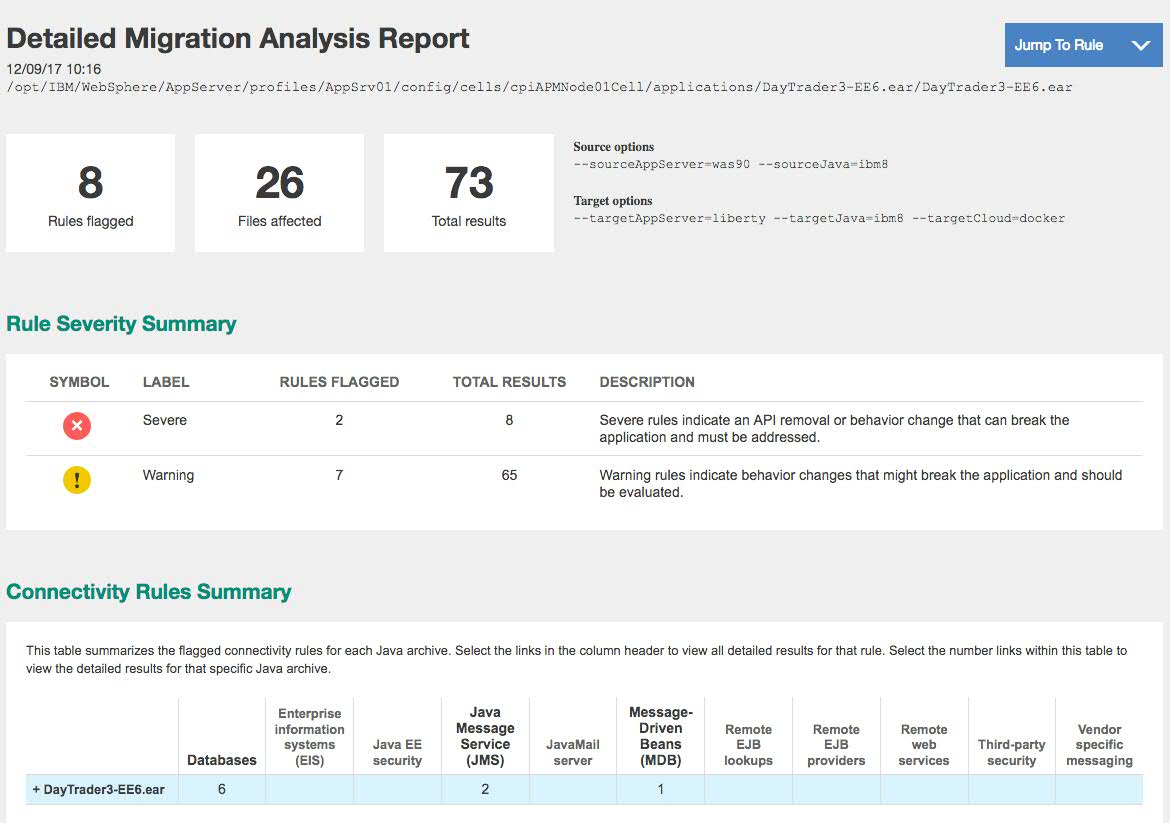 Detailed Migration Analysis Report
Jump To Rule
12/09/17 10:16
/opt/IBM/WebSphere/AppServer/profiles/AppSrv01/config/cells/cpiAPMNode01Cell/applications/DayTrader3-EE6.ear/DayTrader3-EE6.ear
8
Rules flagged
26
Files affected
73
Total results
Source options
--sourceAppServer=was90 --sourceJava=ibm8
Target options
--targetAppServer=liberty --targetJava=ibm8 --targetCloud=docker
Rule Severity Summary
SYMBOL LABEL RULES FLAGGED TOTAL RESULTS DESCRIPTION
Severe 2 8 Severe rules indicate an API removal or behavior change that can break the
application and must be addressed.
! Warning 7 65 Warning rules indicate behavior changes that might break the application and should
be evaluated.
Connectivity Rules Summary
This table summarizes the flagged connectivity rules for each Java archive. Select the links in the column header to view all detailed results for that rule. Select the number links within this table to
view the detailed results for that specific Java archive.
Databases
Enterprise
information
systems
(EIS)
Java EE
security
Java
Message
Service
(JMS)
JavaMail
server
Message-
Driven
Beans
(MDB)
Remote
EJB
lookups
Remote
EJB
providers
Remote
web
services
Third-party
security
Vendor
specific
messaging
+ DayTrader3-EE6.ear 6 2 1